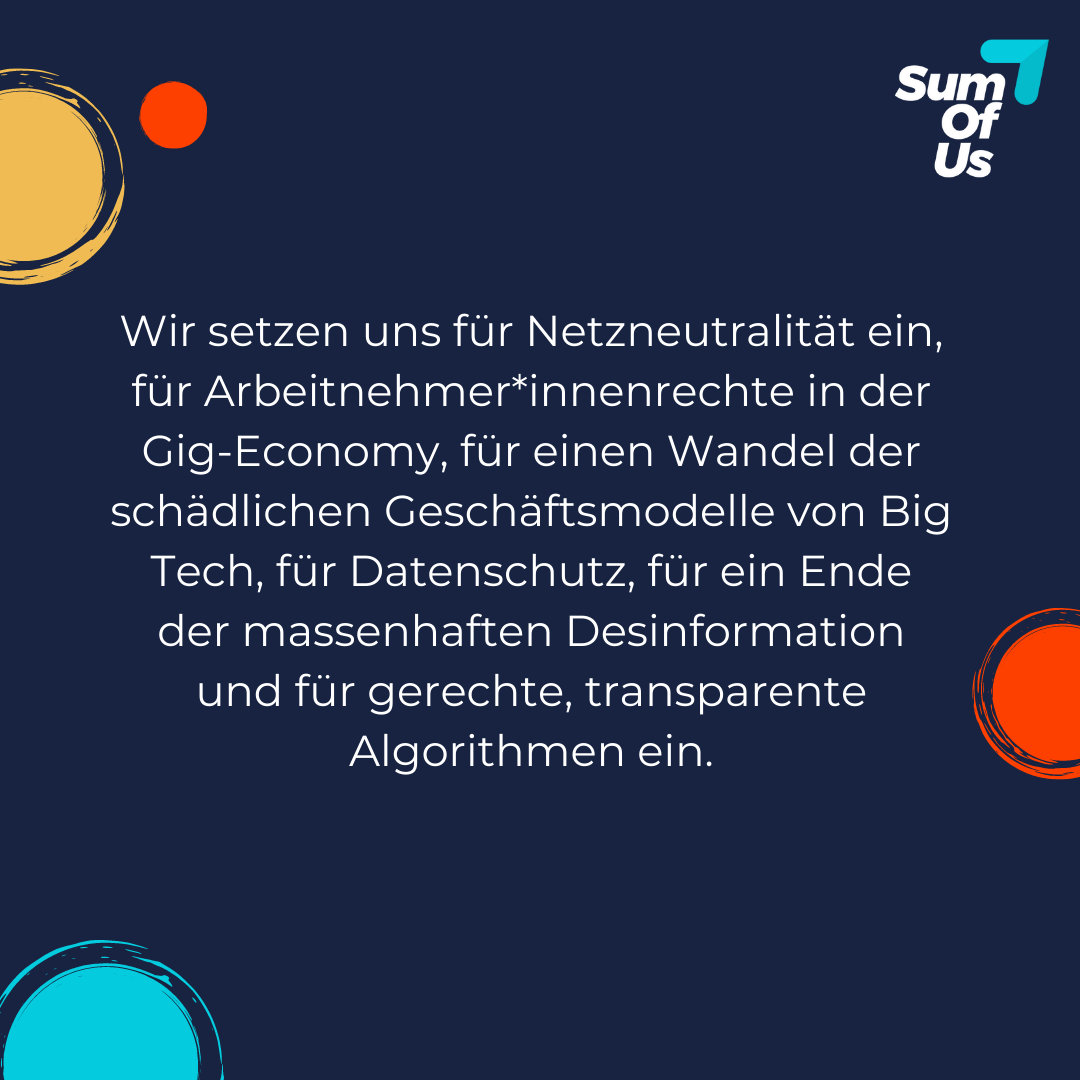 Sum
Of
Us
Wir setzen uns für Netzneutralität ein,
für Arbeitnehmer*innenrechte in der
Gig-Economy, für einen Wandel der
schädlichen Geschäftsmodelle von Big
Tech, für Datenschutz, für ein Ende
der massenhaften Desinformation
und für gerechte, transparente
Algorithmen ein.